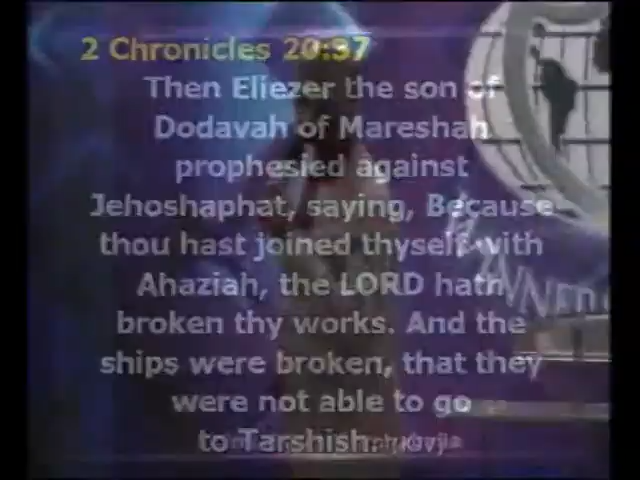 2 Chronicles 20:37
Then Eliezer the son of
Dodavah of Mareshah
prophesied against
Jehoshaphat, saying, Because
thou hast joined thyself with
Ahaziah, the LORD hath
broken thy works. And the
ships were broken, that they
were not able to go
to Tarshish.